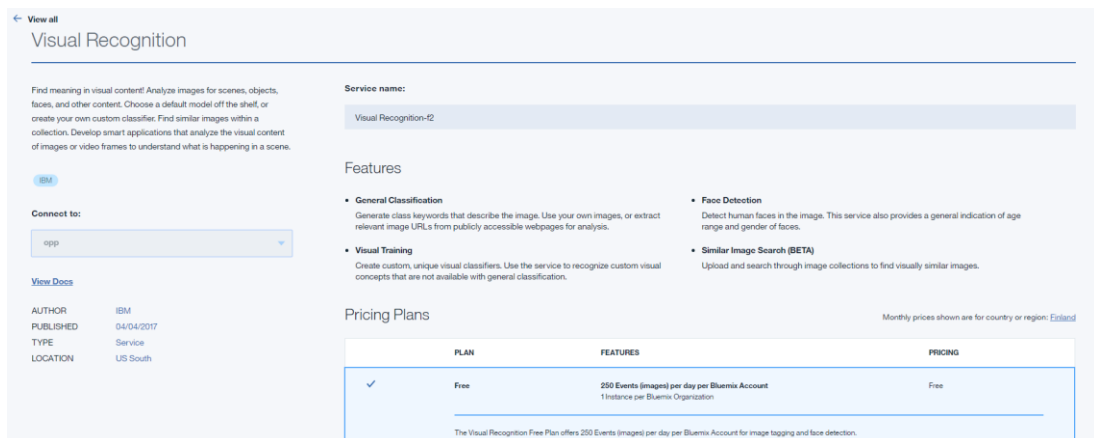 ← View all
Visual Recognition
Find meaning in visual content! Analyze images for scenes, objects,
faces, and other content. Choose a default model off the shelf, or
create your own custom classifier. Find similar images within a
collection. Develop smart applications that analyze the visual content
of images or video frames to understand what is happening in a scene.
IBM
Connect to:
opp
View Docs
AUTHOR IBM
PUBLISHED 04/04/2017
TYPE Service
LOCATION US South
Service name:
Visual Recognition-f2
Features
• General Classification
Generate class keywords that describe the image. Use your own images, or extract
relevant image URLs from publicly accessible webpages for analysis.
• Visual Training
Create custom, unique visual classifiers. Use the service to recognize custom visual
concepts that are not available with general classification.
• Face Detection
Detect human faces in the image. This service also provides a general indication of age
range and gender of faces.
• Similar Image Search (BETA)
Upload and search through image collections to find visually similar images.
Pricing Plans
Monthly prices shown are for country or region: Finland
PLAN FEATURES PRICING
Free 250 Events (images) per day per Bluemix Account Free
1 Instance per Bluemix Organization
The Visual Recognition Free Plan offers 250 Events (images) per day per Bluemix Account for image tagging and face detection.